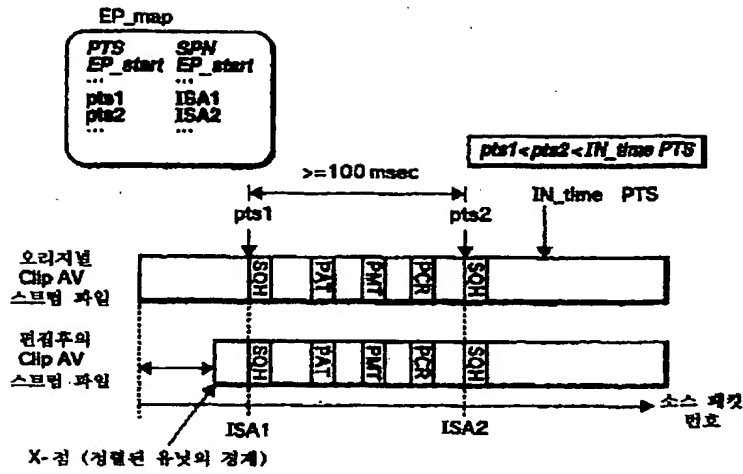 EP_map
PTS SPN
EP_start EP_start
... ...
pts1 ISA1
pts2 ISA2
... ...
pts1<pts2<IN_time PTS
>=100 msec
pts1 pts2 IN_time PTS
오리지널
Clip AV
스트림 파일
SQH PAT PMT PCR SQH
편집후의
Clip AV
스트림 파일
SQH PAT PMT PCR SQH
ISA1 ISA2
소스 패킷
번호
X-점 (정렬된 유닛의 경계)